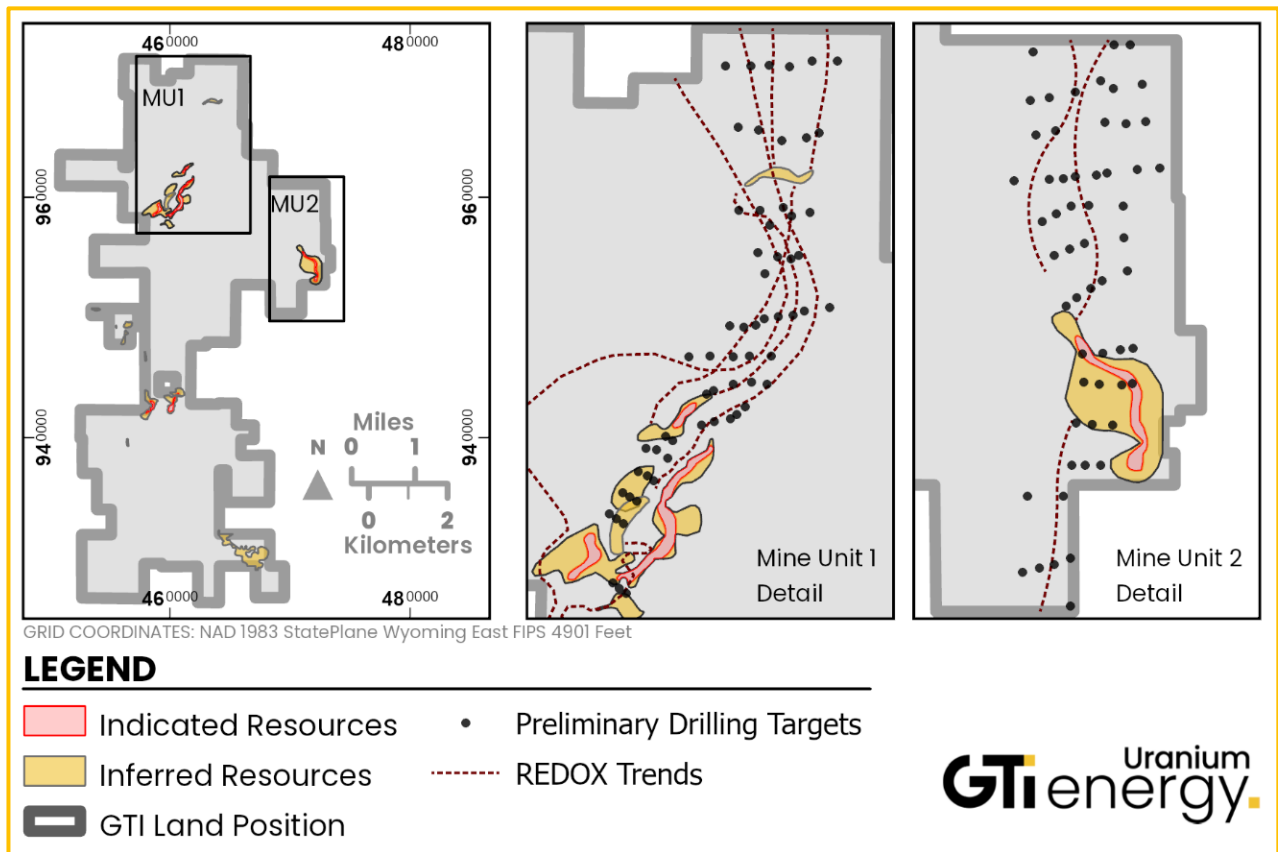 460000
480000
MU1
MU2
960000
960000
940000
940000
N
Miles
0 1
0 2
Kilometers
460000
480000
Mine Unit 1
Detail
Mine Unit 2
Detail
GRID COORDINATES: NAD 1983 StatePlane Wyoming East FIPS 4901 Feet
LEGEND
Indicated Resources
Preliminary Drilling Targets
Inferred Resources
REDOX Trends
GTI Land Position
GTi Uranium
energy.